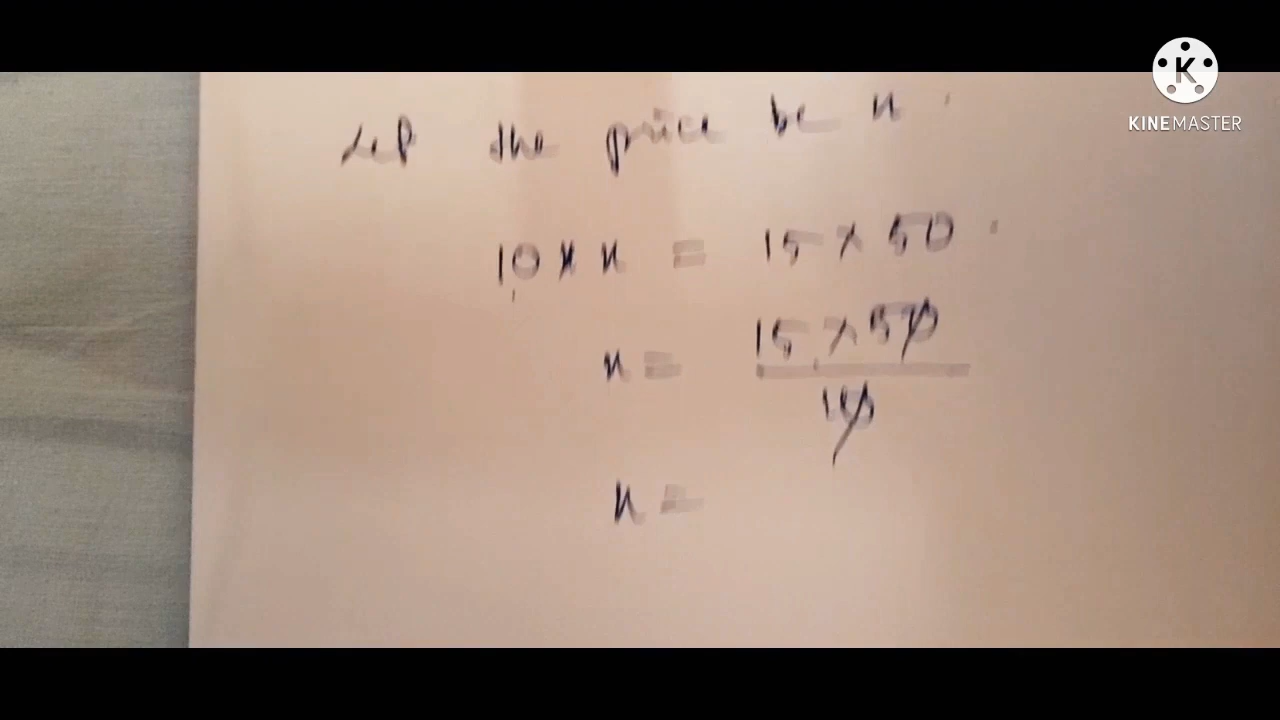 K
KINEMASTER
Let the price be x.
10 × x = 15 × 50.
x = 15 × 50
10
x =